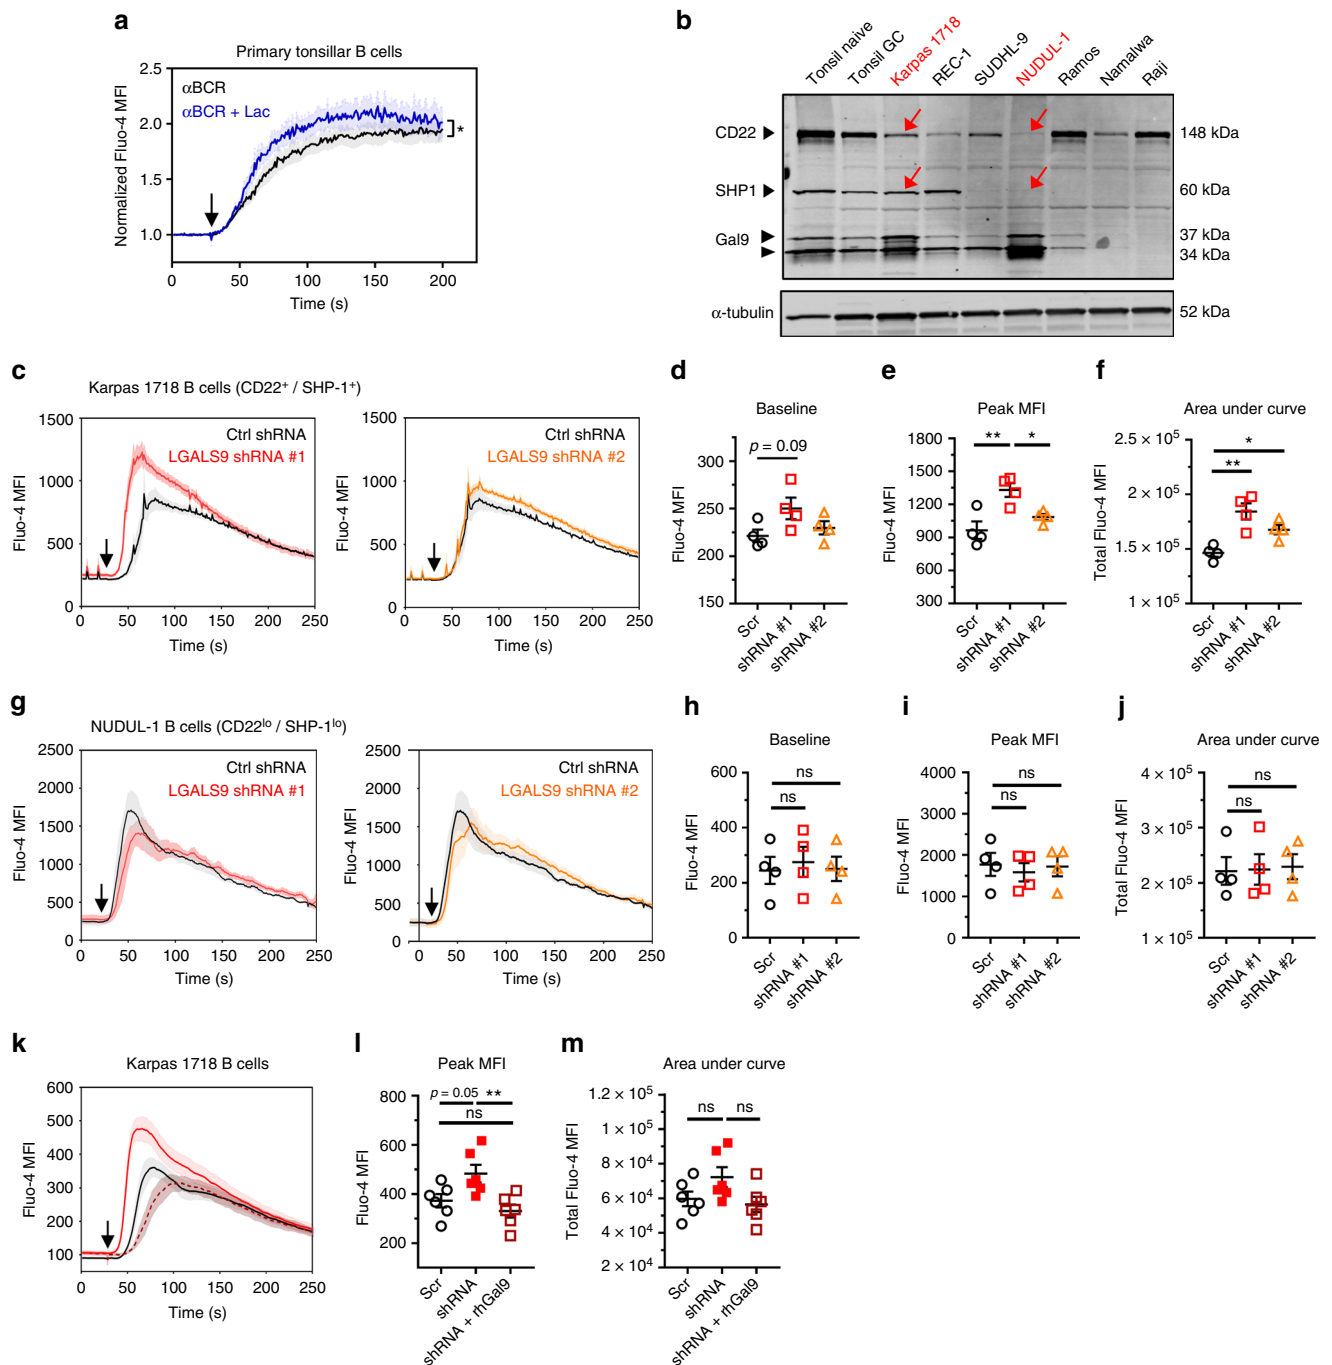 a
Primary tonsillar B cells
αBCR
αBCR + Lac
*
Normalized Fluo-4 MFI
2.5
2.0
1.5
1.0
0 50 100 150 200
Time (s)
b
Tonsil naive
Tonsil GC
Karpas 1718
REC-1
SUDHL-9
NUDUL-1
Ramos
Namalwa
Raji
CD22 148 kDa
SHP1 60 kDa
Gal9 37 kDa
34 kDa
α-tubulin 52 kDa
c
Karpas 1718 B cells (CD22⁺ / SHP-1⁺)
Fluo-4 MFI
1500
1000
500
0
Ctrl shRNA
LGALS9 shRNA #1
0 50 100 150 200 250
Time (s)
Fluo-4 MFI
1500
1000
500
0
Ctrl shRNA
LGALS9 shRNA #2
0 50 100 150 200 250
Time (s)
d
Baseline
p = 0.09
Fluo-4 MFI
300
250
200
150
Scr
shRNA #1
shRNA #2
e
Peak MFI
** *
Fluo-4 MFI
1800
1500
1200
900
600
300
Scr
shRNA #1
shRNA #2
f
Area under curve
*
**
Total Fluo-4 MFI
2.5 × 10⁵
2 × 10⁵
1.5 × 10⁵
1 × 10⁵
Scr
shRNA #1
shRNA #2
g
NUDUL-1 B cells (CD22ˡᵒ / SHP-1ˡᵒ)
Fluo-4 MFI
2500
2000
1500
1000
500
0
Ctrl shRNA
LGALS9 shRNA #1
0 50 100 150 200 250
Time (s)
Fluo-4 MFI
2500
2000
1500
1000
500
0
Ctrl shRNA
LGALS9 shRNA #2
0 50 100 150 200 250
Time (s)
h
Baseline
ns
ns
Fluo-4 MFI
600
400
200
0
Scr
shRNA #1
shRNA #2
i
Peak MFI
ns
ns
Fluo-4 MFI
4000
3000
2000
1000
0
Scr
shRNA #1
shRNA #2
j
Area under curve
ns
ns
Total Fluo-4 MFI
4 × 10⁵
3 × 10⁵
2 × 10⁵
1 × 10⁵
Scr
shRNA #1
shRNA #2
k
Karpas 1718 B cells
Fluo-4 MFI
600
500
400
300
200
100
0 50 100 150 200 250
Time (s)
l
Peak MFI
p = 0.05 **
ns
Fluo-4 MFI
800
600
400
200
Scr
shRNA
shRNA + rhGal9
m
Area under curve
ns ns
Total Fluo-4 MFI
1.2 × 10⁵
1 × 10⁵
8 × 10⁴
6 × 10⁴
4 × 10⁴
2 × 10⁴
Scr
shRNA
shRNA + rhGal9